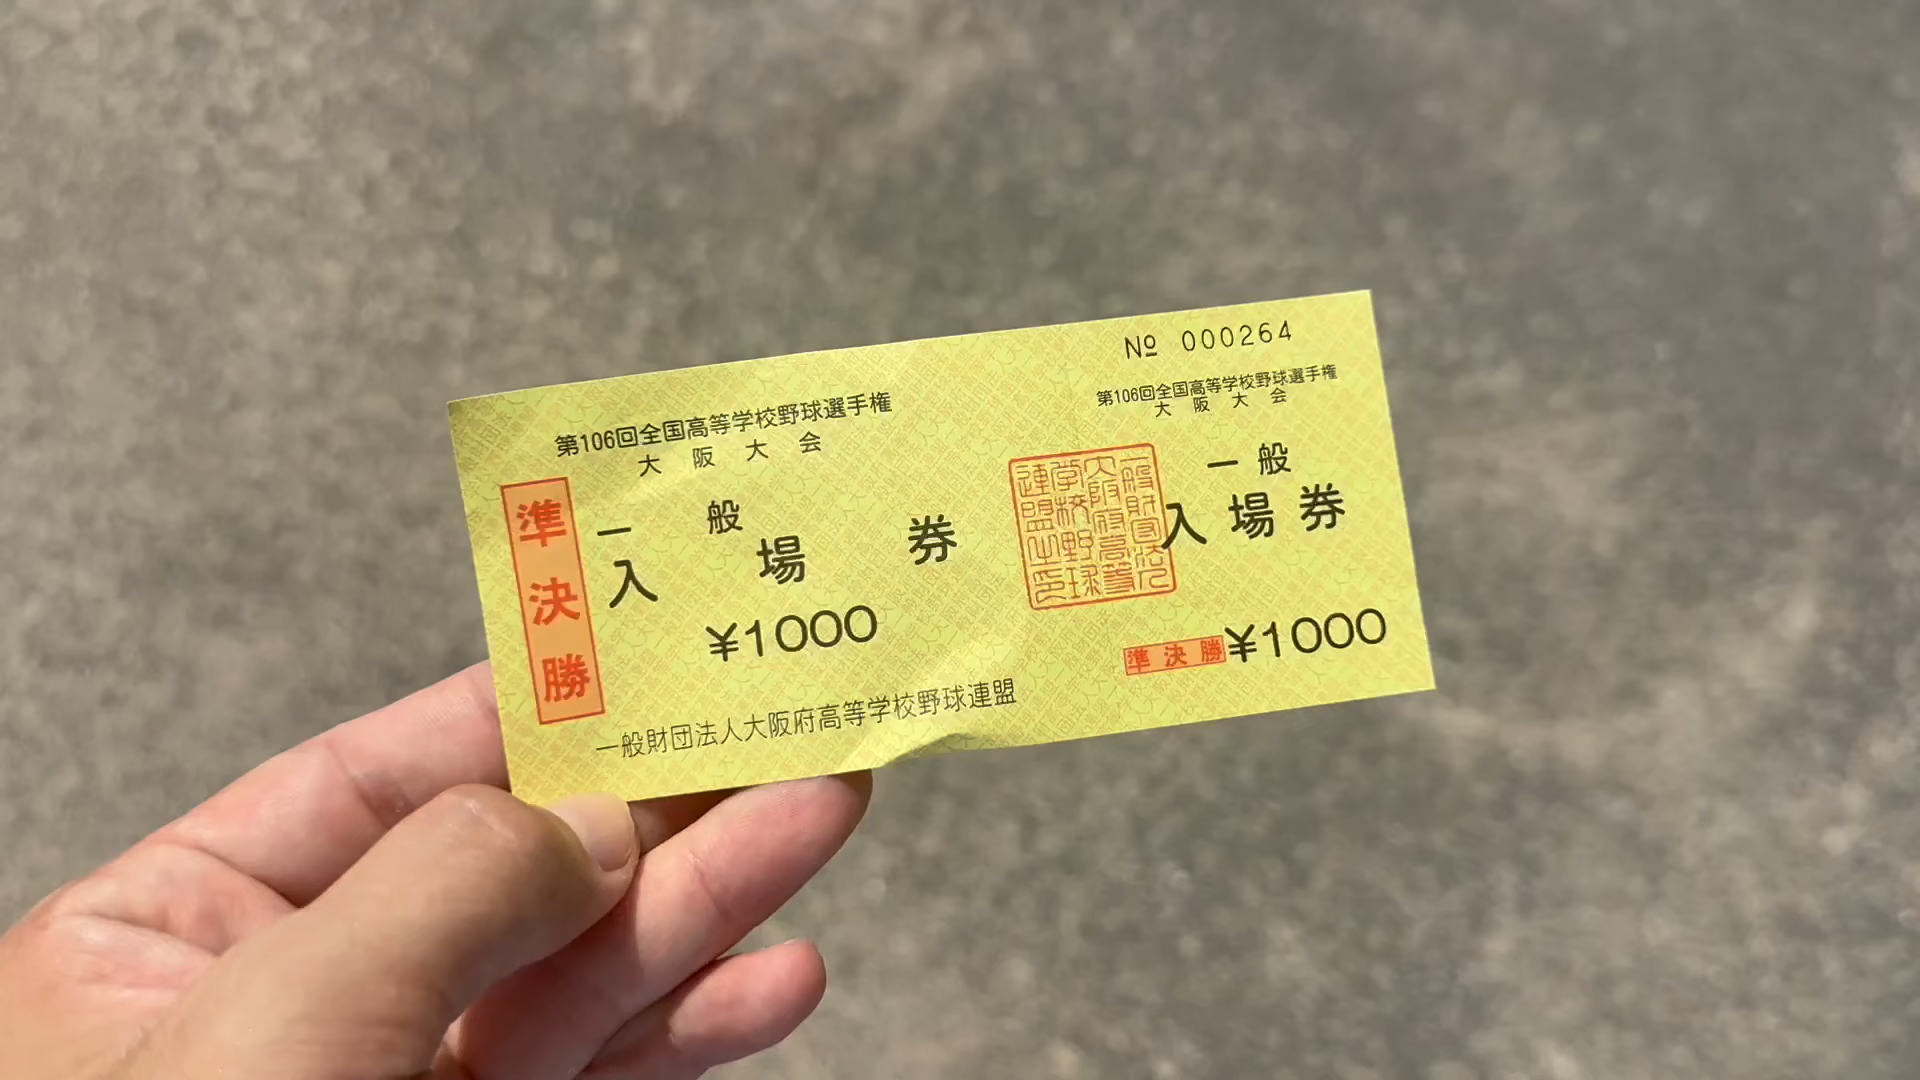 第106回全国高等学校野球選手権
大阪大会
準決勝
一般
入場券
¥1000
一般財団法人大阪府高等学校野球連盟
№ 000264
第106回全国高等学校野球選手権
大阪大会
一般
入場券
準決勝 ¥1000
一般財団法人
大阪府高等
学校野球
連盟之印